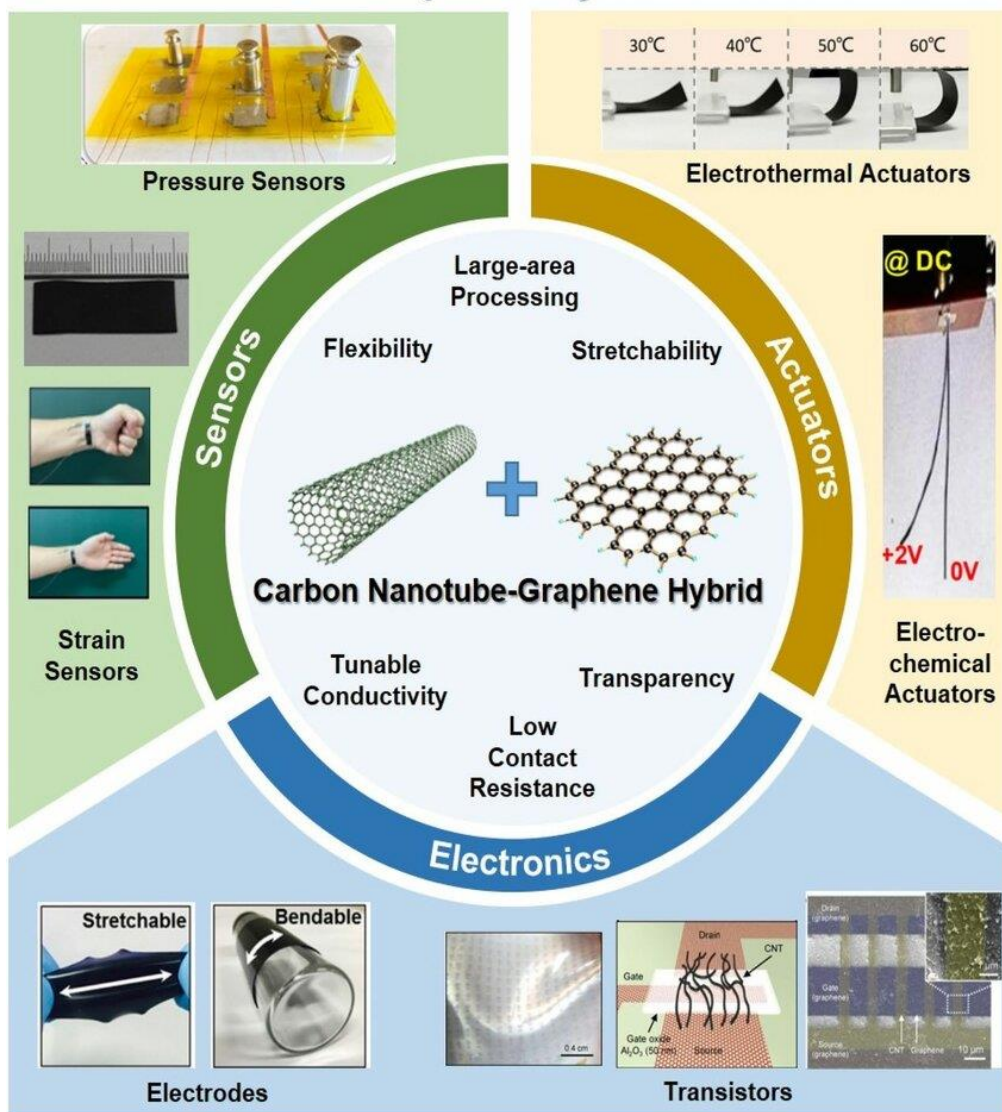 30℃ 40℃ 50℃ 60℃
Pressure Sensors
Electrothermal Actuators
Large-area
Processing
Flexibility
Stretchability
Sensors
Actuators
@ DC
+2V
0V
Carbon Nanotube-Graphene Hybrid
Strain
Sensors
Electro-
chemical
Actuators
Tunable
Conductivity
Transparency
Low
Contact
Resistance
Electronics
Stretchable
Bendable
0.4 cm
Drain
CNT
Gate
Gate oxide
Al₂O₃ (50 nm)
Source
Drain
(graphene)
Gate
(graphene)
Source
(graphene)
CNT
Graphene
1μm
10 μm
Electrodes
Transistors